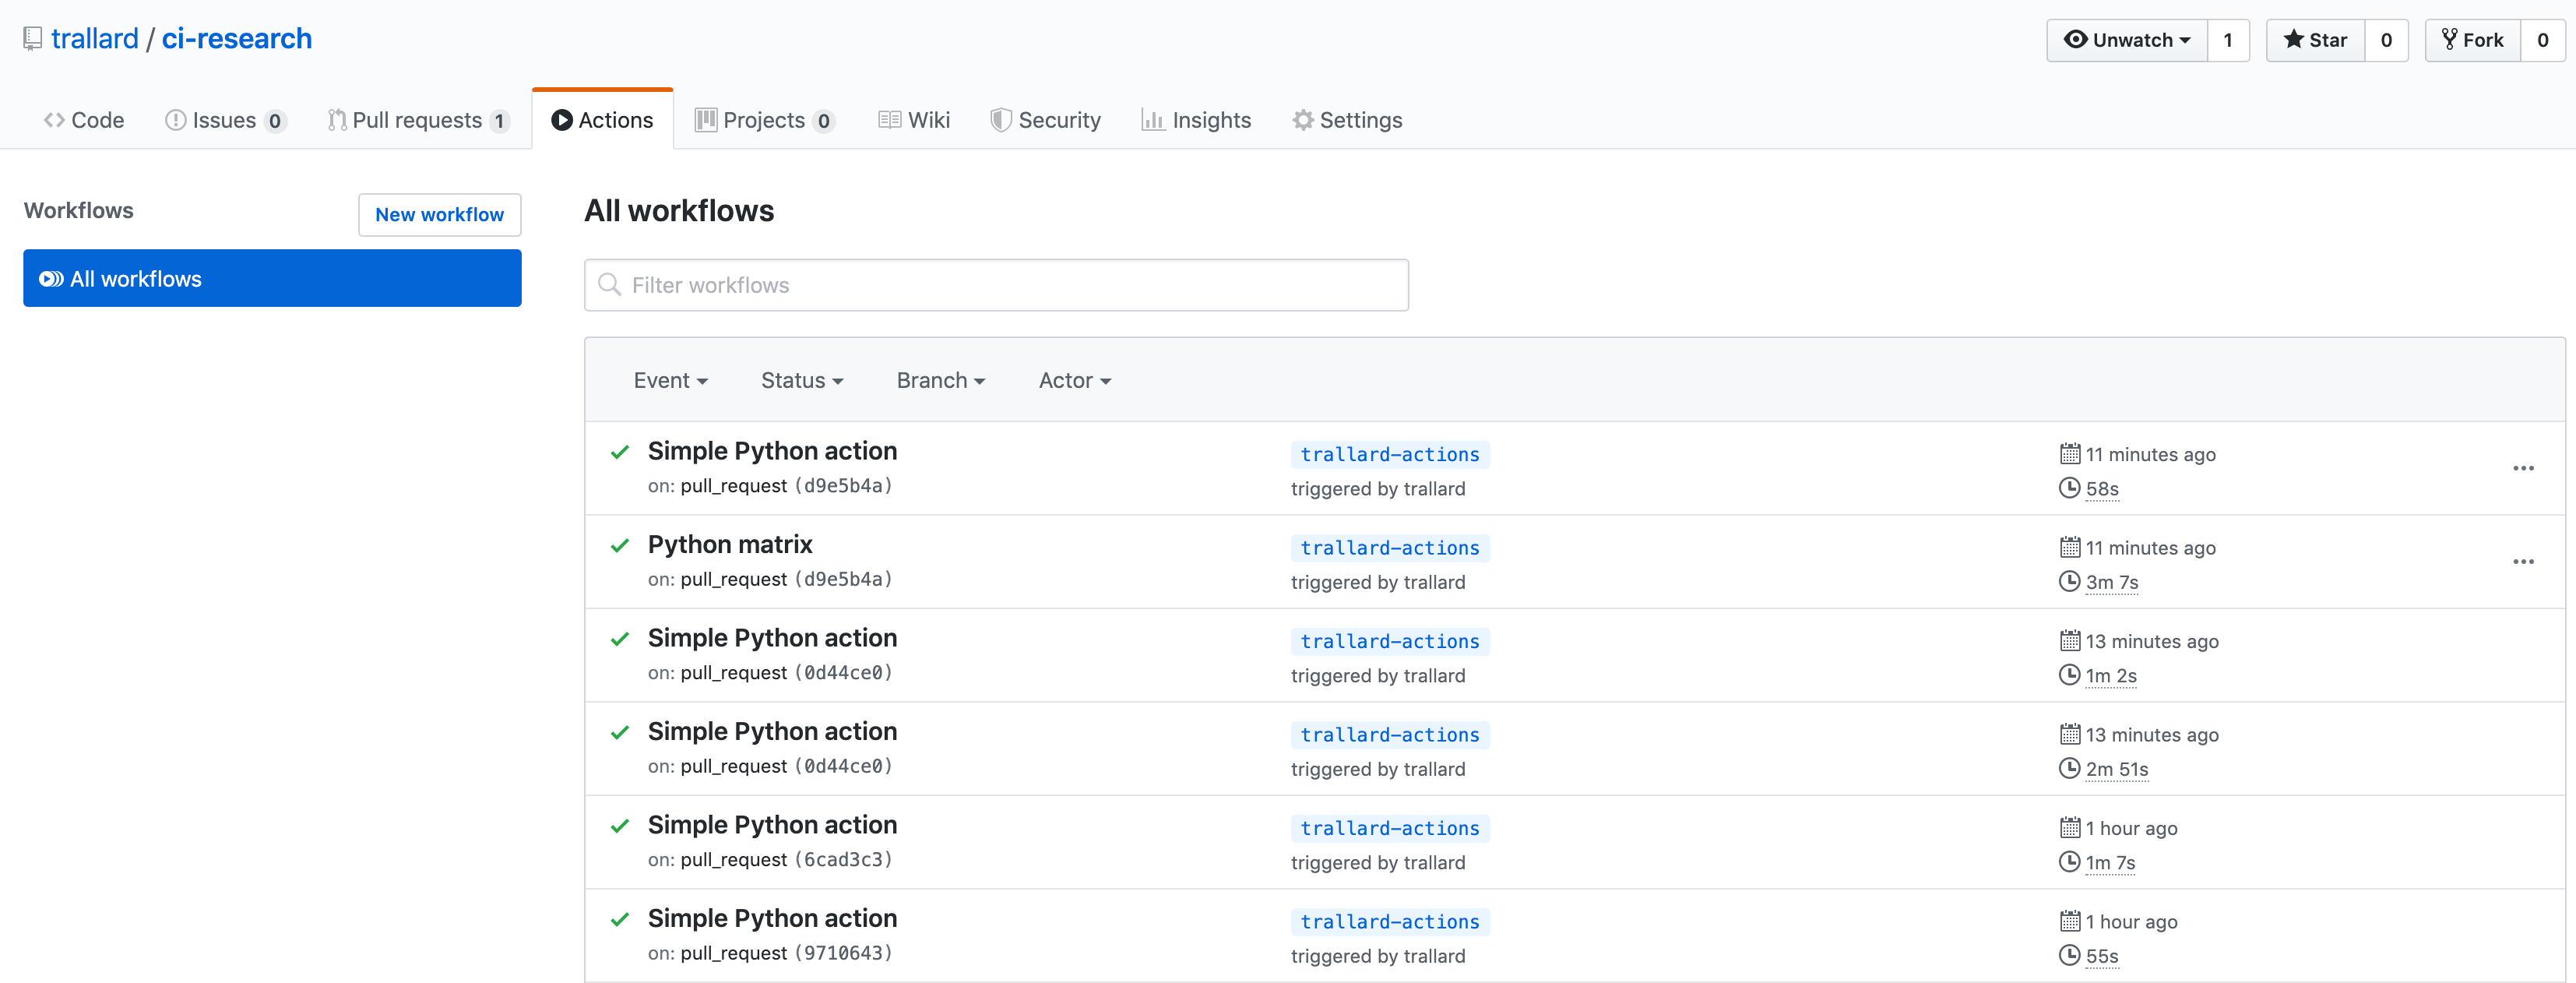 trallard / ci-research
Unwatch 1 Star 0 Fork 0
Code Issues 0 Pull requests 1 Actions Projects 0 Wiki Security Insights Settings
Workflows
New workflow
All workflows
All workflows
Filter workflows
Event Status Branch Actor
Simple Python action trallard-actions 11 minutes ago
on: pull_request (d9e5b4a) triggered by trallard 58s
Python matrix trallard-actions 11 minutes ago
on: pull_request (d9e5b4a) triggered by trallard 3m 7s
Simple Python action trallard-actions 13 minutes ago
on: pull_request (0d44ce0) triggered by trallard 1m 2s
Simple Python action trallard-actions 13 minutes ago
on: pull_request (0d44ce0) triggered by trallard 2m 51s
Simple Python action trallard-actions 1 hour ago
on: pull_request (6cad3c3) triggered by trallard 1m 7s
Simple Python action trallard-actions 1 hour ago
on: pull_request (9710643) triggered by trallard 55s